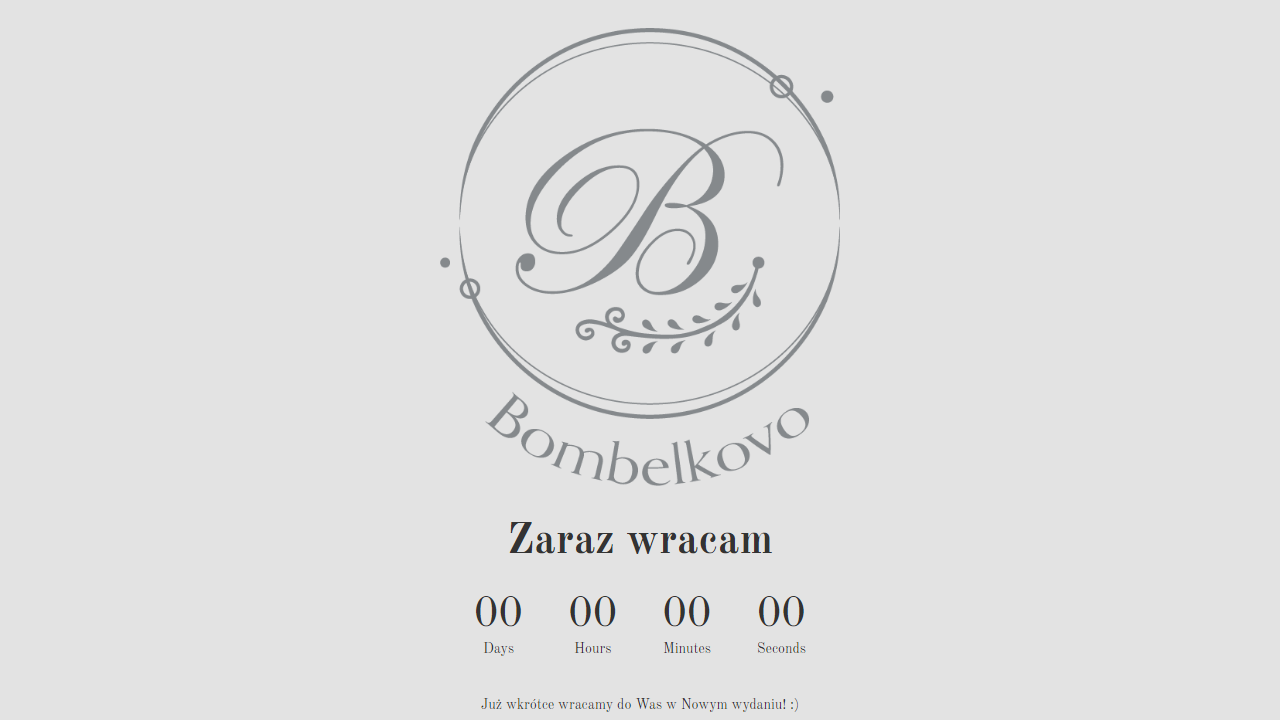 B
Bombelkovo
Zaraz wracam
00 00 00 00
Days Hours Minutes Seconds
Już wkrótce wracamy do Was w Nowym wydaniu! :)